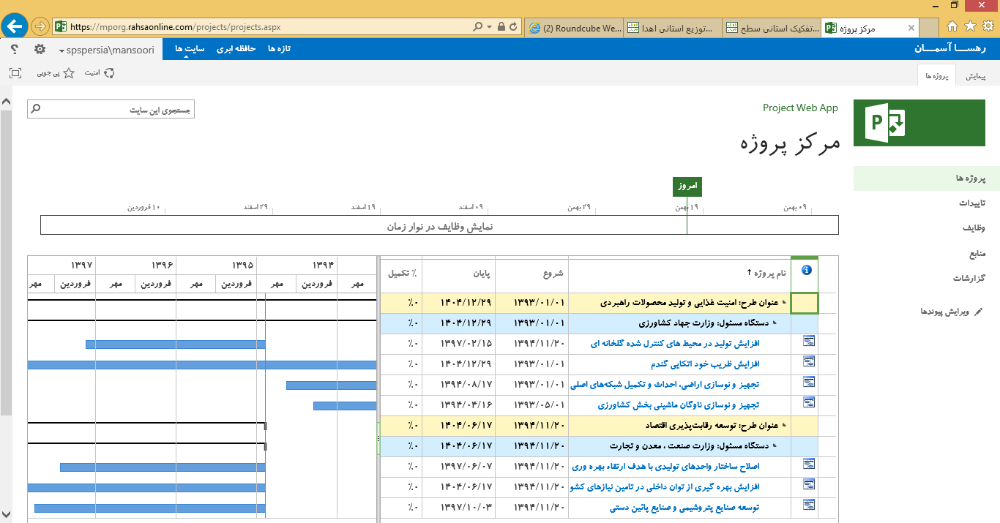 https://mporg.rahsaonline.com/projects/projects.aspx
(2) Roundcube We...
توزیع استانی اهدا...
تفکیک استانی سطح...
مرکز پروژه
رهســا آسمــان
تازه ها
حافظه ابری
سایت ها
spspersia\mansoori
?
پیمایش
پروژه ها
امنیت
پی جویی
Project Web App
مرکز پروژه
جستجوی این سایت
P
پروژه ها
تاییدات
وظایف
منابع
گزارشات
ویرایش پیوندها
امروز
۰۹ بهمن
۱۹ بهمن
۲۹ بهمن
۰۹ اسفند
۱۹ اسفند
۲۹ اسفند
۱۰ فروردین
نمایش وظایف در نوار زمان
نام پروژه ↑ شروع پایان ٪ تکمیل
۱۳۹۴ ۱۳۹۵ ۱۳۹۶ ۱۳۹۷
مهر فروردین مهر فروردین مهر فروردین مهر فروردین مهر
عنوان طرح: امنیت غذایی و تولید محصولات راهبردی ۱۳۹۳/۰۱/۰۱ ۱۴۰۴/۱۲/۲۹ ۰٪
دستگاه مسئول: وزارت جهاد کشاورزی ۱۳۹۳/۰۱/۰۱ ۱۴۰۴/۱۲/۲۹ ۰٪
افزایش تولید در محیط های کنترل شده گلخانه ای ۱۳۹۴/۱۱/۲۰ ۱۳۹۷/۰۲/۱۵ ۰٪
افزایش ظریب خود اتکایی گندم ۱۳۹۳/۰۱/۰۱ ۱۴۰۴/۱۲/۲۹ ۰٪
تجهیز و نوسازی اراضی، احداث و تکمیل شبکه‌های اصلی ۱۳۹۳/۰۱/۰۱ ۱۳۹۴/۰۸/۱۷ ۰٪
تجهیز و نوسازی ناوگان ماشینی بخش کشاورزی ۱۳۹۳/۰۵/۰۱ ۱۳۹۴/۰۴/۱۶ ۰٪
عنوان طرح: توسعه رقابت‌پذیری اقتصاد ۱۳۹۴/۱۱/۲۰ ۱۴۰۴/۰۶/۱۷ ۰٪
دستگاه مسئول: وزارت صنعت ، معدن و تجارت ۱۳۹۴/۱۱/۲۰ ۱۴۰۴/۰۶/۱۷ ۰٪
اصلاح ساختار واحدهای تولیدی با هدف ارتقاء بهره وری ۱۳۹۴/۱۱/۲۰ ۱۳۹۷/۰۶/۰۷ ۰٪
افزایش بهره گیری از توان داخلی در تامین نیازهای کشو ۱۳۹۴/۱۱/۲۰ ۱۴۰۴/۰۶/۱۷ ۰٪
توسعه صنایع پتروشیمی و صنایع پائین دستی ۱۳۹۴/۱۱/۲۰ ۱۳۹۷/۱۰/۰۳ ۰٪